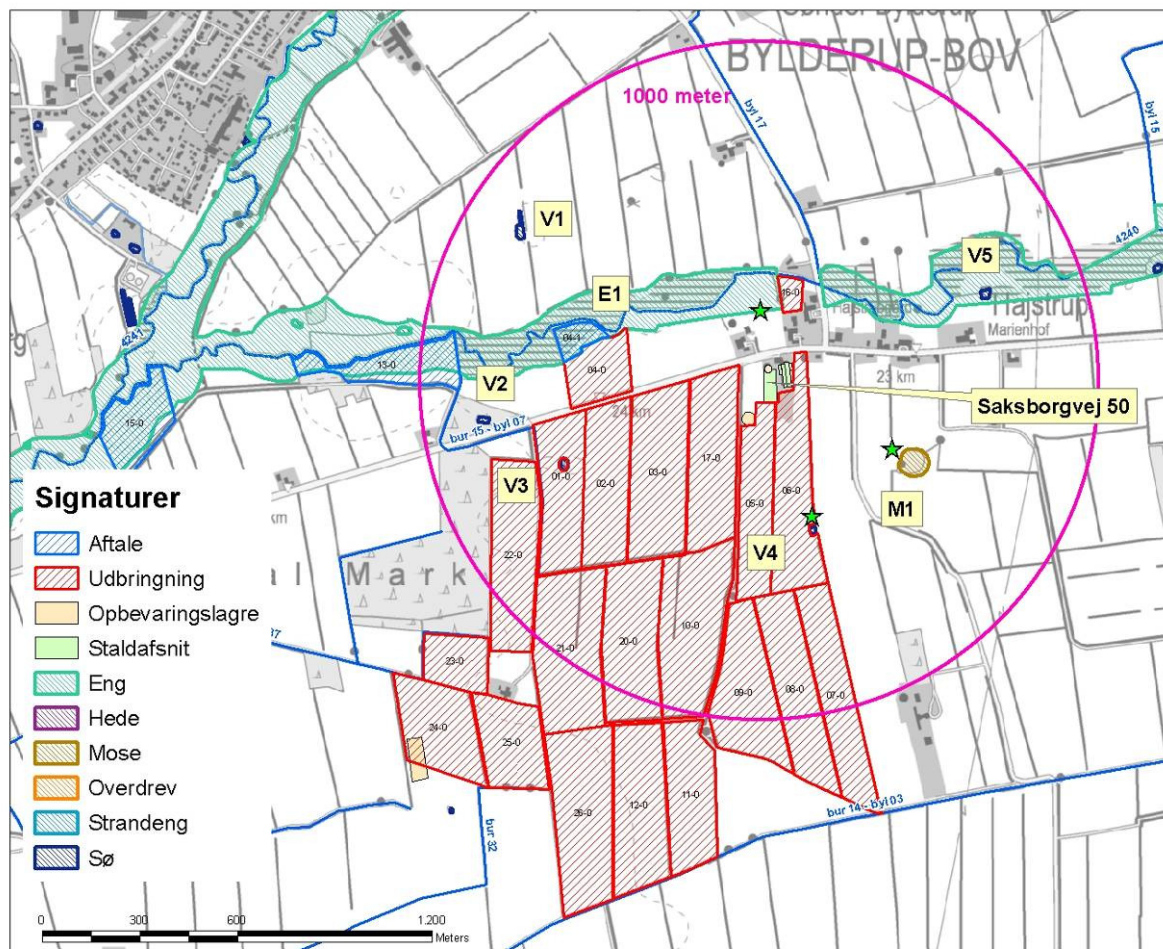 BYLDERUP-BOV
1000 meter
byl 17
byl 15
V1
4240
V5
E1
16-0
Hajstrup
Marienhof
04-1
4241
13-0
04-0
V2
23 km
24 km
Saksborgvej 50
15-0
bur 15 - byl 07
01-0
02-0
03-0
17-0
V3
05-0
06-0
M1
V4
22-0
al Mark
21-0
20-0
10-0
23-0
09-0
08-0
07-0
24-0
25-0
26-0
12-0
11-0
bur 14 - byl 03
bur 32
Signaturer
Aftale
Udbringning
Opbevaringslagre
Staldafsnit
Eng
Hede
Mose
Overdrev
Strandeng
Sø
0 300 600 1.200
Meters